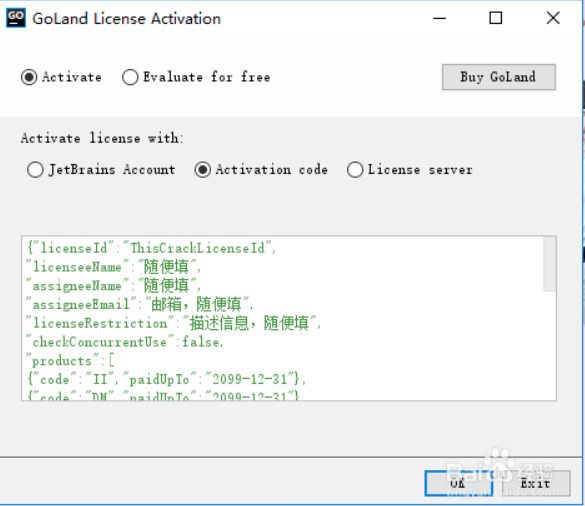 GO GoLand License Activation
Activate Evaluate for free Buy GoLand
Activate license with:
JetBrains Account Activation code License server
{"licenseId":"ThisCrackLicenseId",
"licenseeName":"随便填",
"assigneeName":"随便填",
"assigneeEmail":"邮箱，随便填",
"licenseRestriction":"描述信息，随便填",
"checkConcurrentUse":false,
"products":[
{"code":"II","paidUpTo":"2099-12-31"},
{"code":"DM","paidUpTo":"2099-12-31"}
OK Exit
Baidu 经验